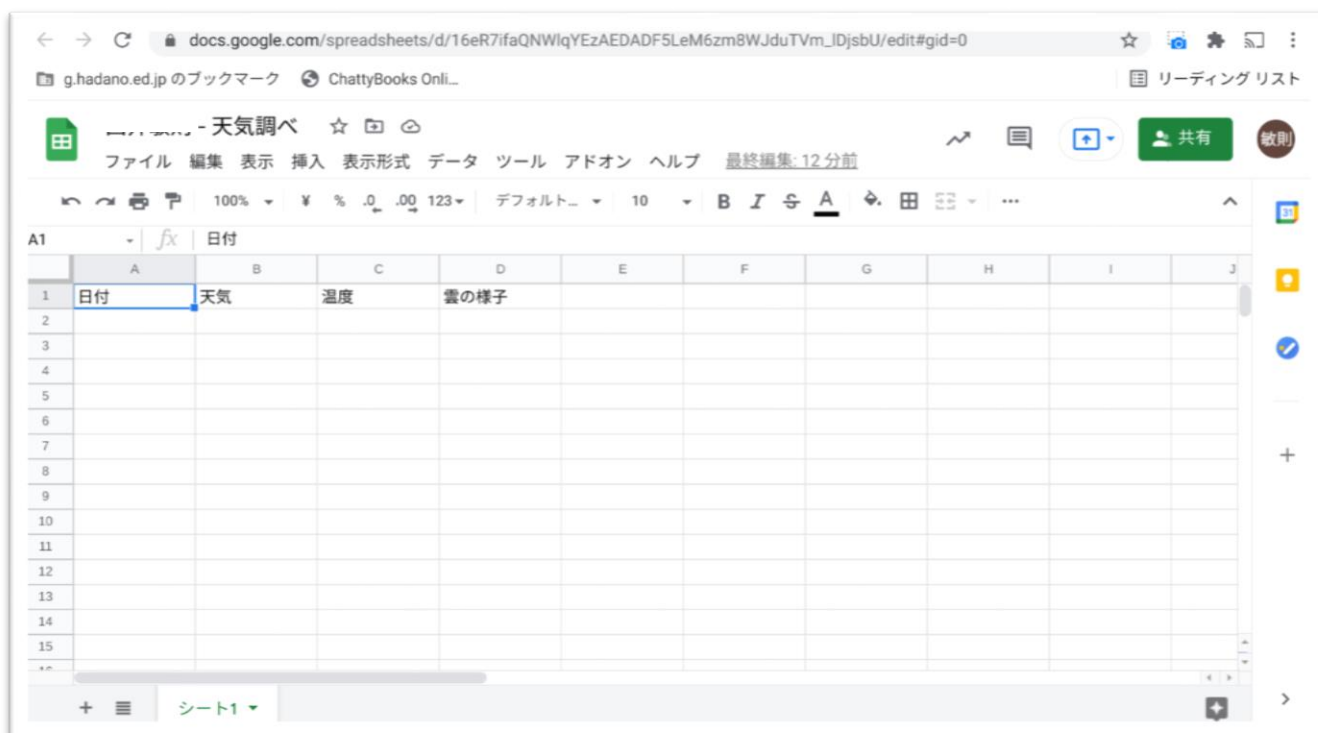 docs.google.com/spreadsheets/d/16eR7ifaQNWlqYEzAEDADF5LeM6zm8WJduTVm_lDjsbU/edit#gid=0
g.hadano.ed.jp のブックマーク ChattyBooks Onli... リーディング リスト
- 天気調べ
ファイル 編集 表示 挿入 表示形式 データ ツール アドオン ヘルプ 最終編集: 12 分前 共有 敏則
100% ¥ % .0 .00 123 デフォルト... 10 B I S A 31
A1 fx 日付
A B C D E F G H I J
1 日付 天気 温度 雲の様子
2
3
4
5
6
7
8
9
10
11
12
13
14
15
シート1